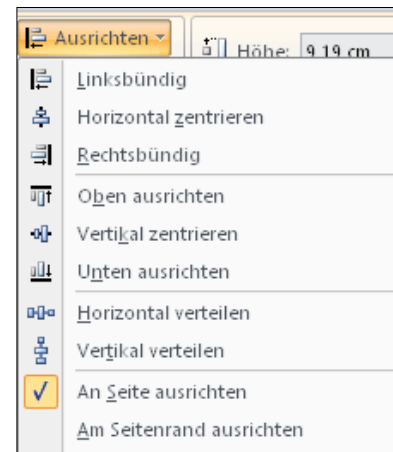 Ausrichten
Höhe: 9,19 cm
Linksbündig
Horizontal zentrieren
Rechtsbündig
Oben ausrichten
Vertikal zentrieren
Unten ausrichten
Horizontal verteilen
Vertikal verteilen
An Seite ausrichten
Am Seitenrand ausrichten